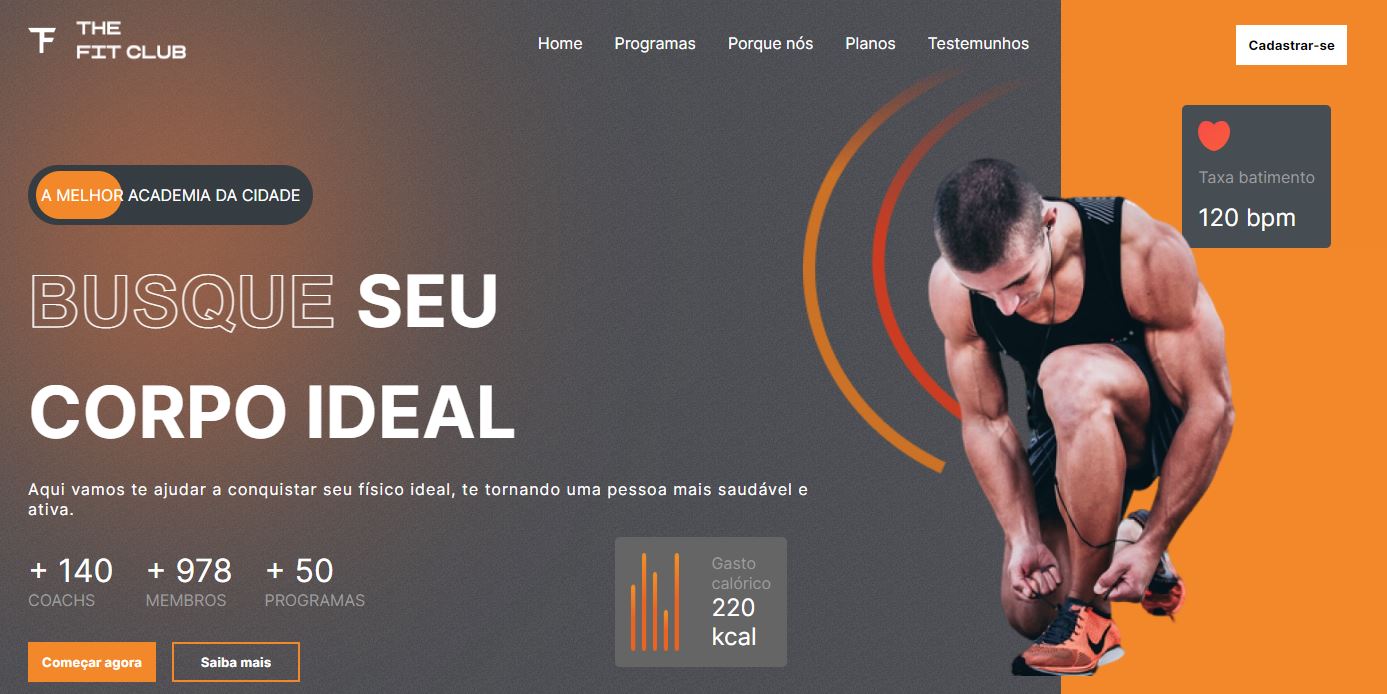 THE
FIT CLUB
Home
Programas
Porque nós
Planos
Testemunhos
Cadastrar-se
Taxa batimento
120 bpm
A MELHOR ACADEMIA DA CIDADE
BUSQUE SEU
CORPO IDEAL
Aqui vamos te ajudar a conquistar seu físico ideal, te tornando uma pessoa mais saudável e
ativa.
+ 140
COACHS
+ 978
MEMBROS
+ 50
PROGRAMAS
Gasto
calórico
220
kcal
Começar agora
Saiba mais